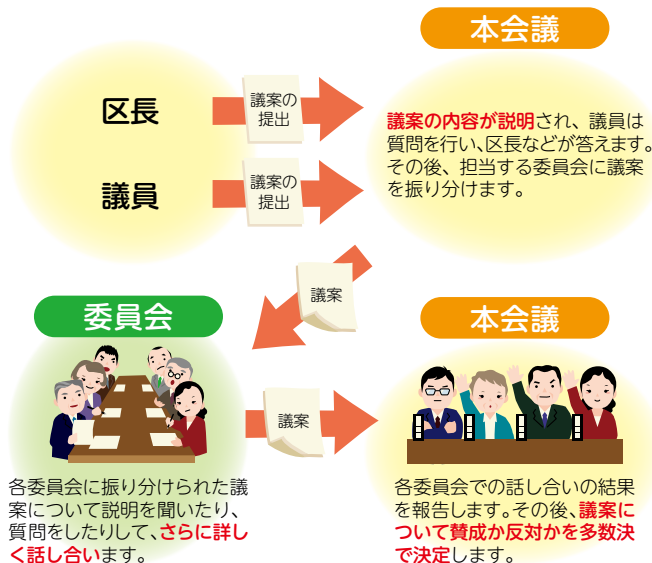 本会議
区長
議案の
提出
議員
議案の
提出
議案の内容が説明され、議員は
質問を行い、区長などが答えます。
その後、担当する委員会に議案
を振り分けます。
議案
委員会
各委員会に振り分けられた議
案について説明を聞いたり、
質問をしたりして、さらに詳し
く話し合います。
議案
本会議
各委員会での話し合いの結果
を報告します。その後、議案に
ついて賛成か反対かを多数決
で決定します。